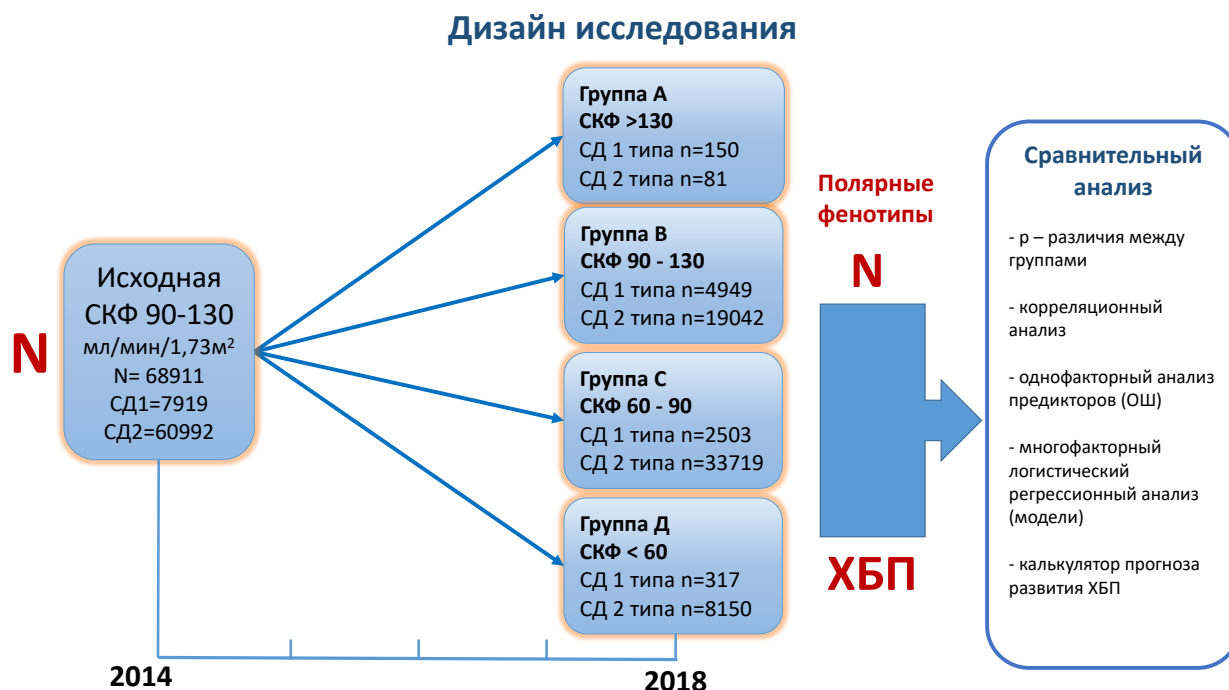 Дизайн исследования
N
Исходная
СКФ 90-130
мл/мин/1,73м²
N= 68911
СД1=7919
СД2=60992
Группа А
СКФ >130
СД 1 типа n=150
СД 2 типа n=81
Группа В
СКФ 90 - 130
СД 1 типа n=4949
СД 2 типа n=19042
Группа С
СКФ 60 - 90
СД 1 типа n=2503
СД 2 типа n=33719
Группа Д
СКФ < 60
СД 1 типа n=317
СД 2 типа n=8150
2014
2018
Полярные
фенотипы
N
ХБП
Сравнительный
анализ
- р – различия между
группами
- корреляционный
анализ
- однофакторный анализ
предикторов (ОШ)
- многофакторный
логистический
регрессионный анализ
(модели)
- калькулятор прогноза
развития ХБП